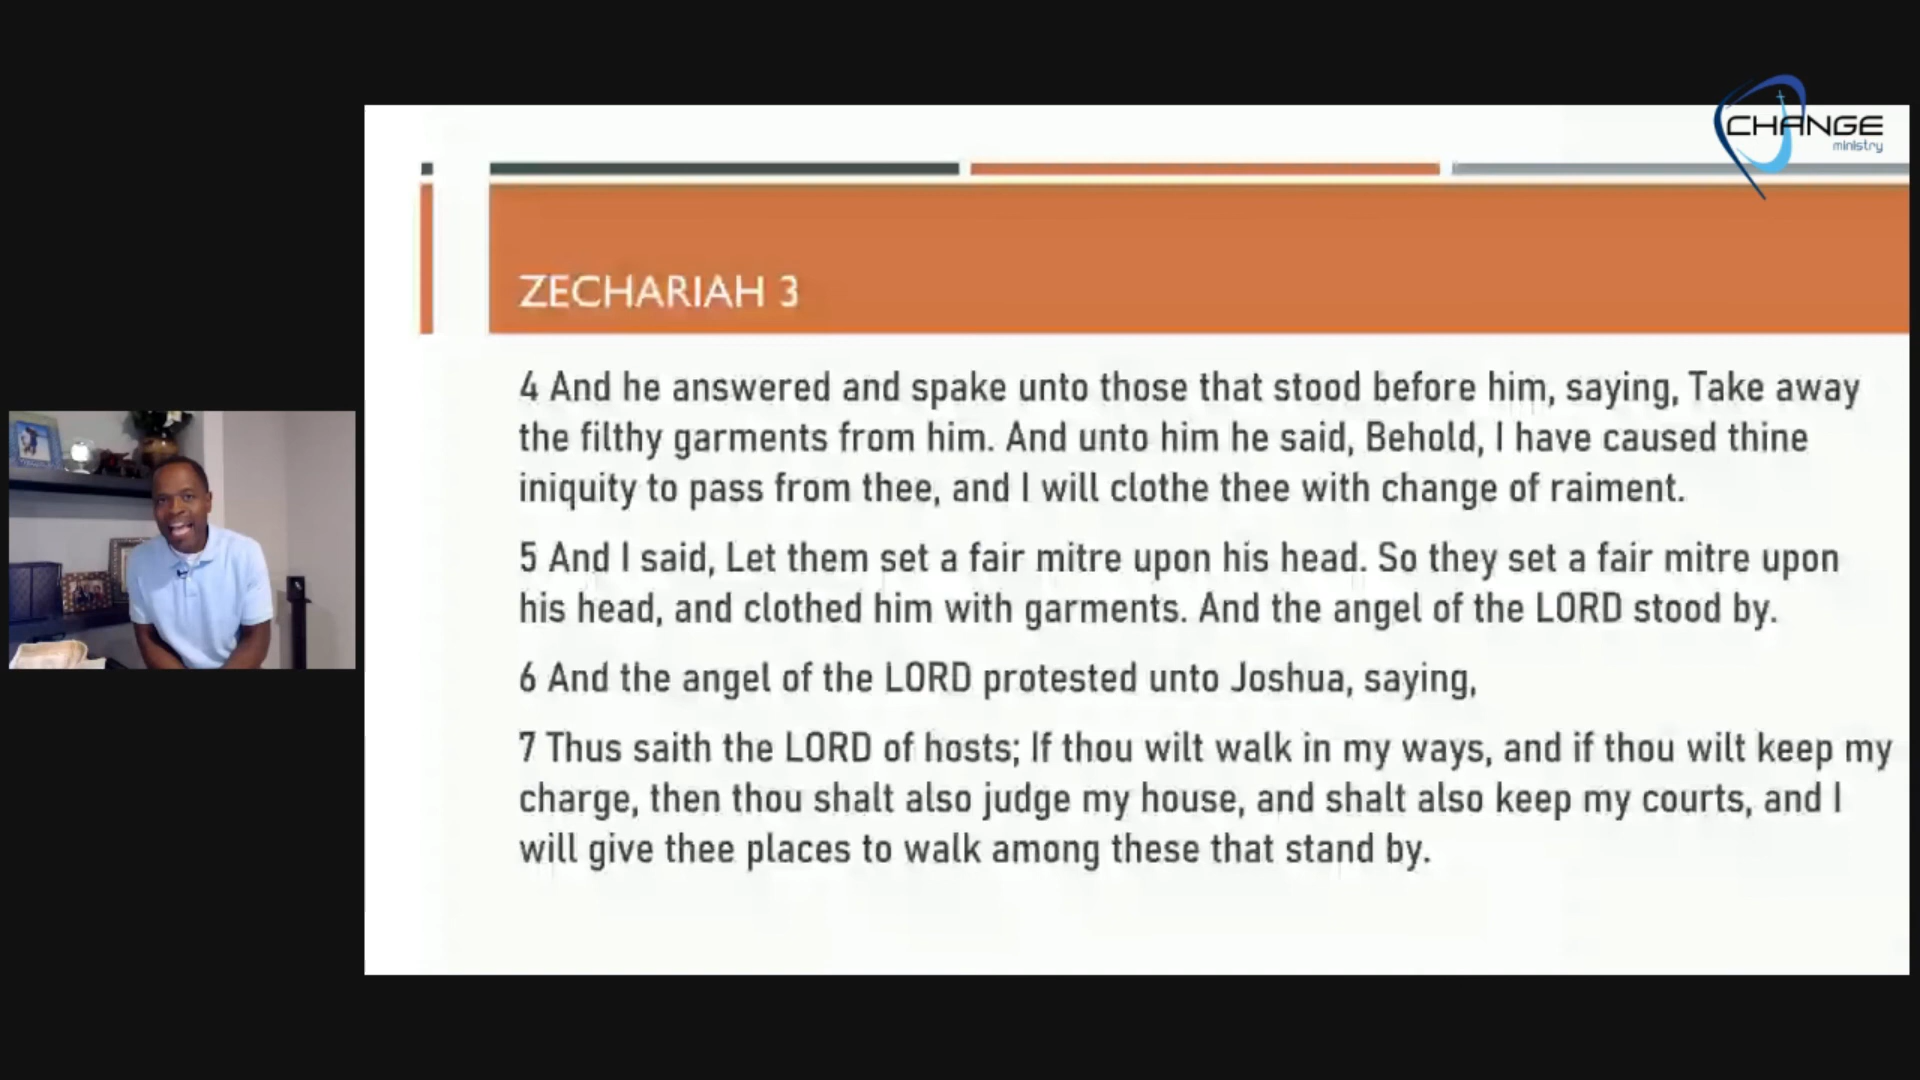 CHANGE
ministry
ZECHARIAH 3
4 And he answered and spake unto those that stood before him, saying, Take away
the filthy garments from him. And unto him he said, Behold, I have caused thine
iniquity to pass from thee, and I will clothe thee with change of raiment.
5 And I said, Let them set a fair mitre upon his head. So they set a fair mitre upon
his head, and clothed him with garments. And the angel of the LORD stood by.
6 And the angel of the LORD protested unto Joshua, saying,
7 Thus saith the LORD of hosts; If thou wilt walk in my ways, and if thou wilt keep my
charge, then thou shalt also judge my house, and shalt also keep my courts, and I
will give thee places to walk among these that stand by.